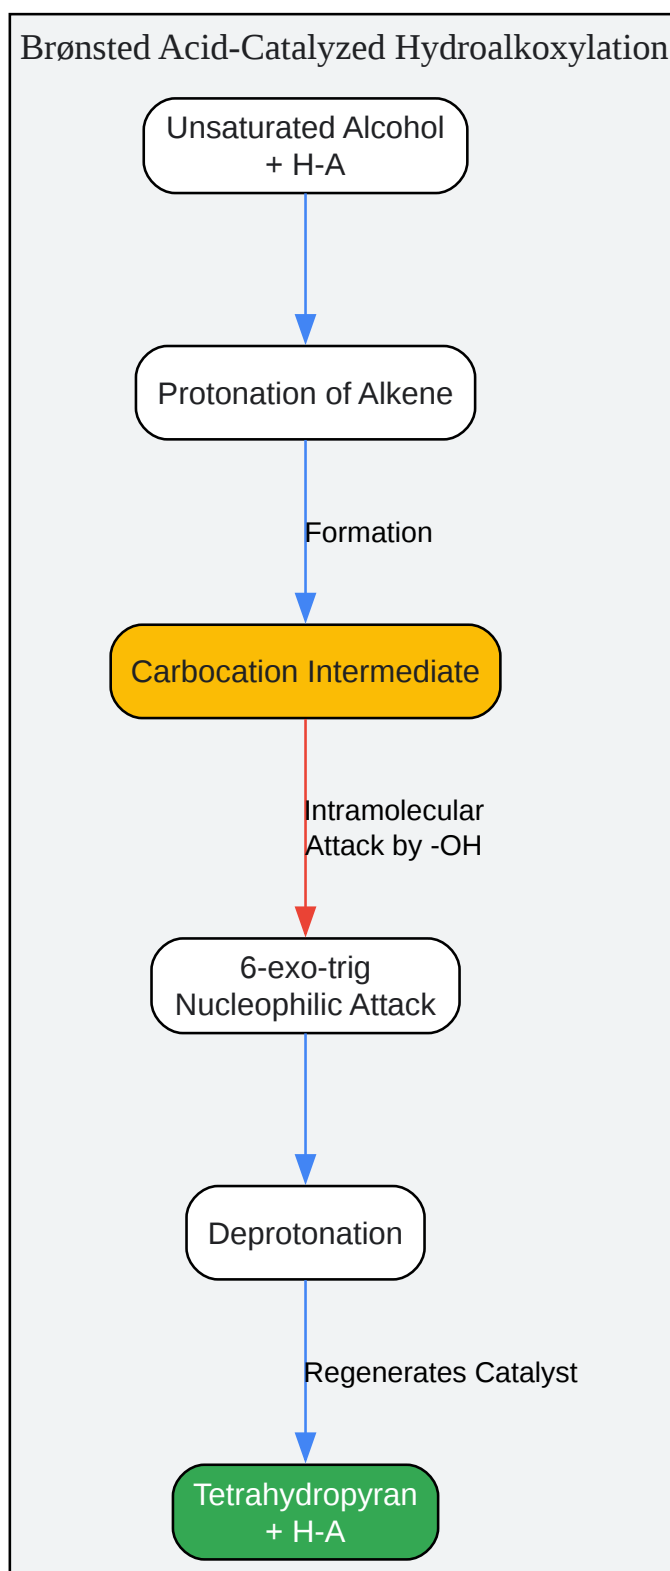 Brønsted Acid-Catalyzed Hydroalkoxylation
Unsaturated Alcohol
+ H-A
Protonation of Alkene
Formation
Carbocation Intermediate
Intramolecular
Attack by -OH
6-exo-trig
Nucleophilic Attack
Deprotonation
Regenerates Catalyst
Tetrahydropyran
+ H-A